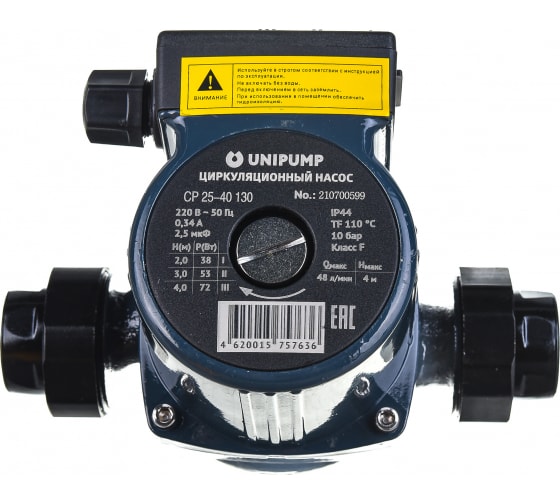 Используйте в строгом соответствии с инструкцией
по эксплуатации.
Не включать без воды.
Перед включением в сеть заземлить.
При использовании в помещении обеспечить
гидроизоляцию.
ВНИМАНИЕ
UNIPUMP
ЦИРКУЛЯЦИОННЫЙ НАСОС
CP 25-40 130 No.: 210700599
220 В ~ 50 Гц IP44
0,34 А TF 110 °C
2,5 мкФ 10 бар
Класс F
H(м) P(Вт) Qмакс Hмакс
2,0 38 I 48 л/мин 4 м
3,0 53 II
4,0 72 III
EAC
4 620015 757636